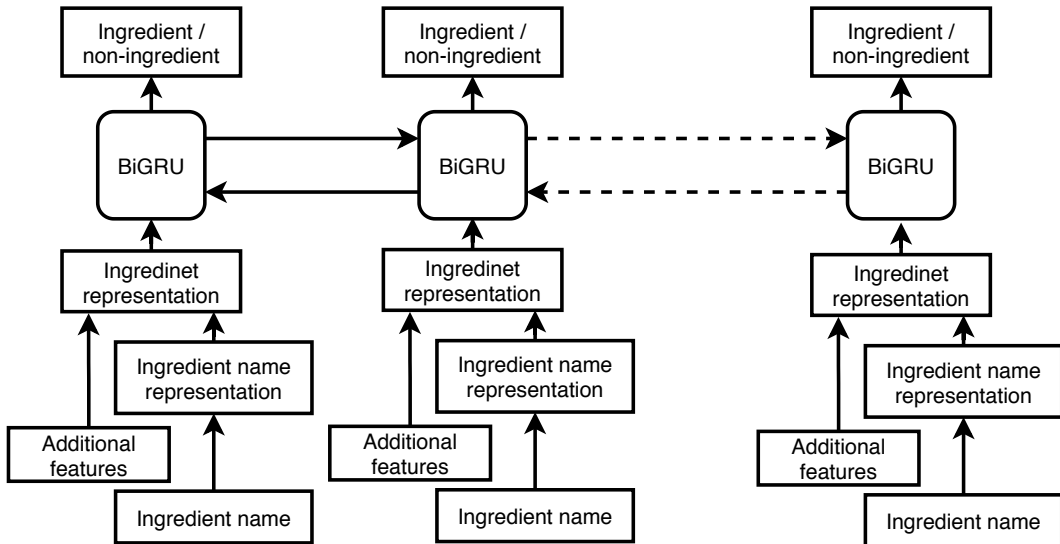 Ingredient /
non-ingredient
Ingredient /
non-ingredient
Ingredient /
non-ingredient
BiGRU
BiGRU
BiGRU
Ingredinet
representation
Ingredinet
representation
Ingredinet
representation
Ingredient name
representation
Ingredient name
representation
Ingredient name
representation
Additional
features
Additional
features
Additional
features
Ingredient name
Ingredient name
Ingredient name